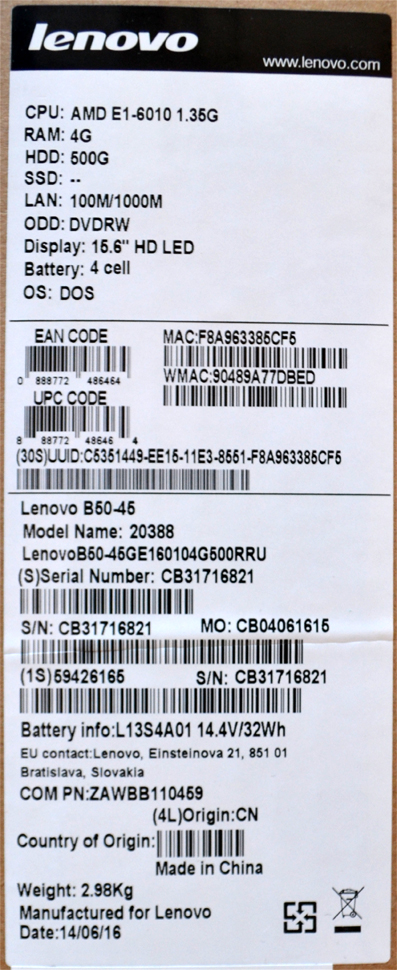 lenovo
www.lenovo.com
CPU: AMD E1-6010 1.35G
RAM: 4G
HDD: 500G
SSD: --
LAN: 100M/1000M
ODD: DVDRW
Display: 15.6" HD LED
Battery: 4 cell
OS: DOS
EAN CODE
0 888772 486464
UPC CODE
8 88772 48646 4
MAC:F8A963385CF5
WMAC:90489A77DBED
(30S)UUID:C5351449-EE15-11E3-8551-F8A963385CF5
Lenovo B50-45
Model Name: 20388
LenovoB50-45GE160104G500RRU
(S)Serial Number: CB31716821
S/N: CB31716821 MO: CB04061615
(1S)59426165 S/N: CB31716821
Battery info:L13S4A01 14.4V/32Wh
EU contact:Lenovo, Einsteinova 21, 851 01
Bratislava, Slovakia
COM PN:ZAWBB110459
(4L)Origin:CN
Country of Origin:
Made in China
Weight: 2.98Kg
Manufactured for Lenovo
Date:14/06/16